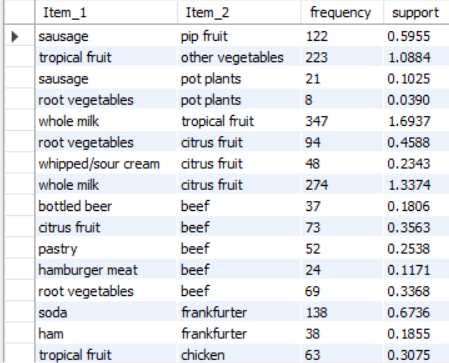 Item_1 Item_2 frequency support
sausage pip fruit 122 0.5955
tropical fruit other vegetables 223 1.0884
sausage pot plants 21 0.1025
root vegetables pot plants 8 0.0390
whole milk tropical fruit 347 1.6937
root vegetables citrus fruit 94 0.4588
whipped/sour cream citrus fruit 48 0.2343
whole milk citrus fruit 274 1.3374
bottled beer beef 37 0.1806
citrus fruit beef 73 0.3563
pastry beef 52 0.2538
hamburger meat beef 24 0.1171
root vegetables beef 69 0.3368
soda frankfurter 138 0.6736
ham frankfurter 38 0.1855
tropical fruit chicken 63 0.3075